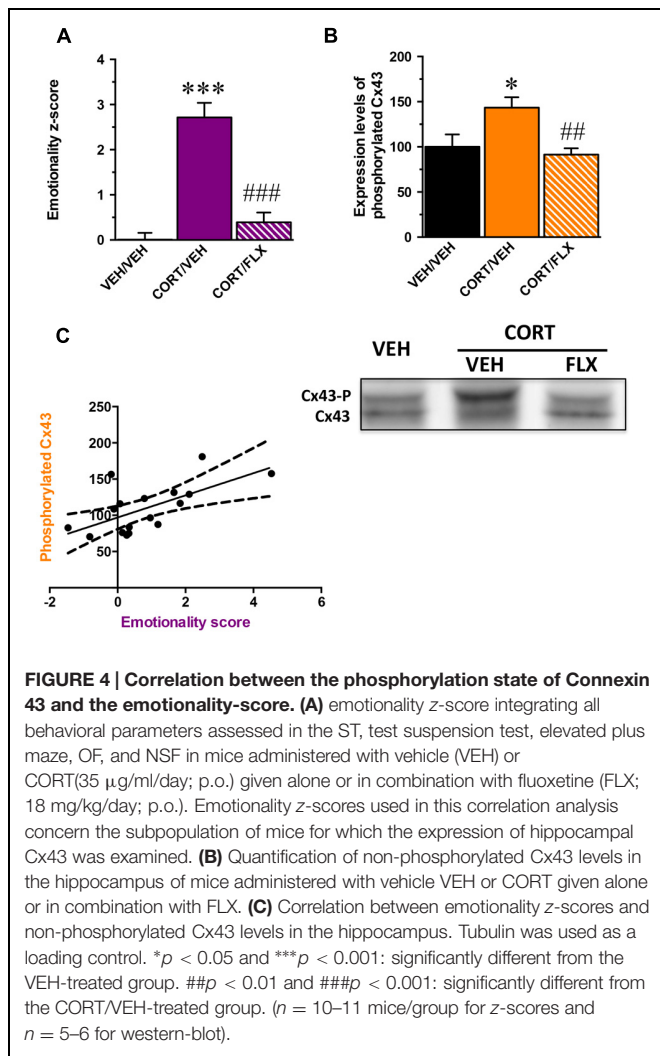 A
Emotionality z-score
4
3
2
1
0
***
###
VEH/VEH
CORT/VEH
CORT/FLX
B
Expression levels of
phosphorylated Cx43
200
150
100
50
0
*
##
VEH/VEH
CORT/VEH
CORT/FLX
C
Phosphorylated Cx43
250
200
150
100
50
-2
0
2
4
6
Emotionality score
CORT
VEH
VEH
FLX
Cx43-P
Cx43
FIGURE 4 | Correlation between the phosphorylation state of Connexin
43 and the emotionality-score. (A) emotionality z-score integrating all
behavioral parameters assessed in the ST, test suspension test, elevated plus
maze, OF, and NSF in mice administered with vehicle (VEH) or
CORT(35 μg/ml/day; p.o.) given alone or in combination with fluoxetine (FLX;
18 mg/kg/day; p.o.). Emotionality z-scores used in this correlation analysis
concern the subpopulation of mice for which the expression of hippocampal
Cx43 was examined. (B) Quantification of non-phosphorylated Cx43 levels in
the hippocampus of mice administered with vehicle VEH or CORT given alone
or in combination with FLX. (C) Correlation between emotionality z-scores and
non-phosphorylated Cx43 levels in the hippocampus. Tubulin was used as a
loading control. *p < 0.05 and ***p < 0.001: significantly different from the
VEH-treated group. ##p < 0.01 and ###p < 0.001: significantly different from
the CORT/VEH-treated group. (n = 10–11 mice/group for z-scores and
n = 5–6 for western-blot).